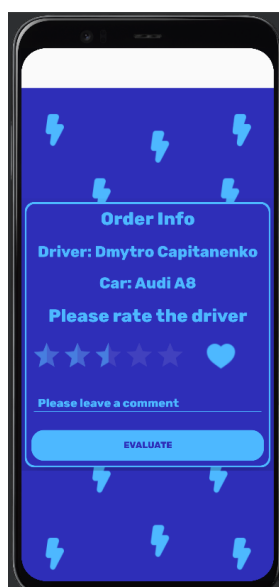 Order Info
Driver: Dmytro Capitanenko
Car: Audi A8
Please rate the driver
Please leave a comment
EVALUATE